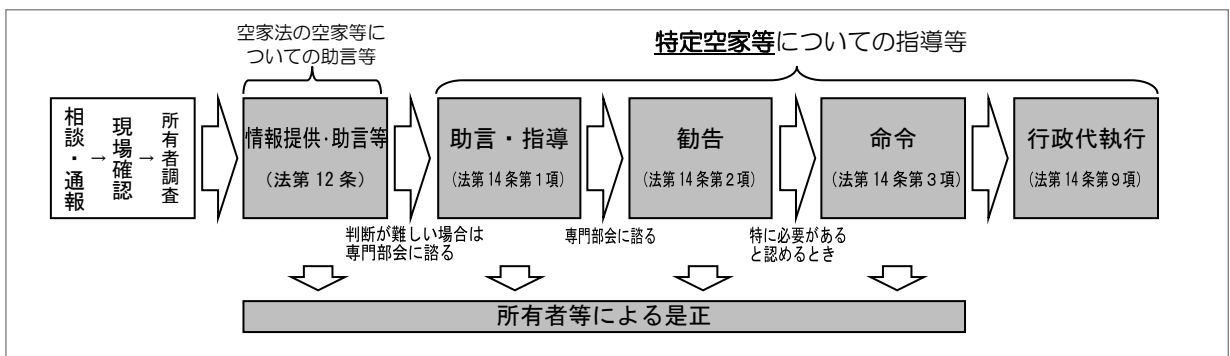 空家法の空家等に
ついての助言等
特定空家等についての指導等
相談・通報
→
現場確認
→
所有者調査
情報提供・助言等
（法第12条）
助言・指導
（法第14条第1項）
勧告
（法第14条第2項）
命令
（法第14条第3項）
行政代執行
（法第14条第9項）
判断が難しい場合は
専門部会に諮る
専門部会に諮る
特に必要がある
と認めるとき
所有者等による是正